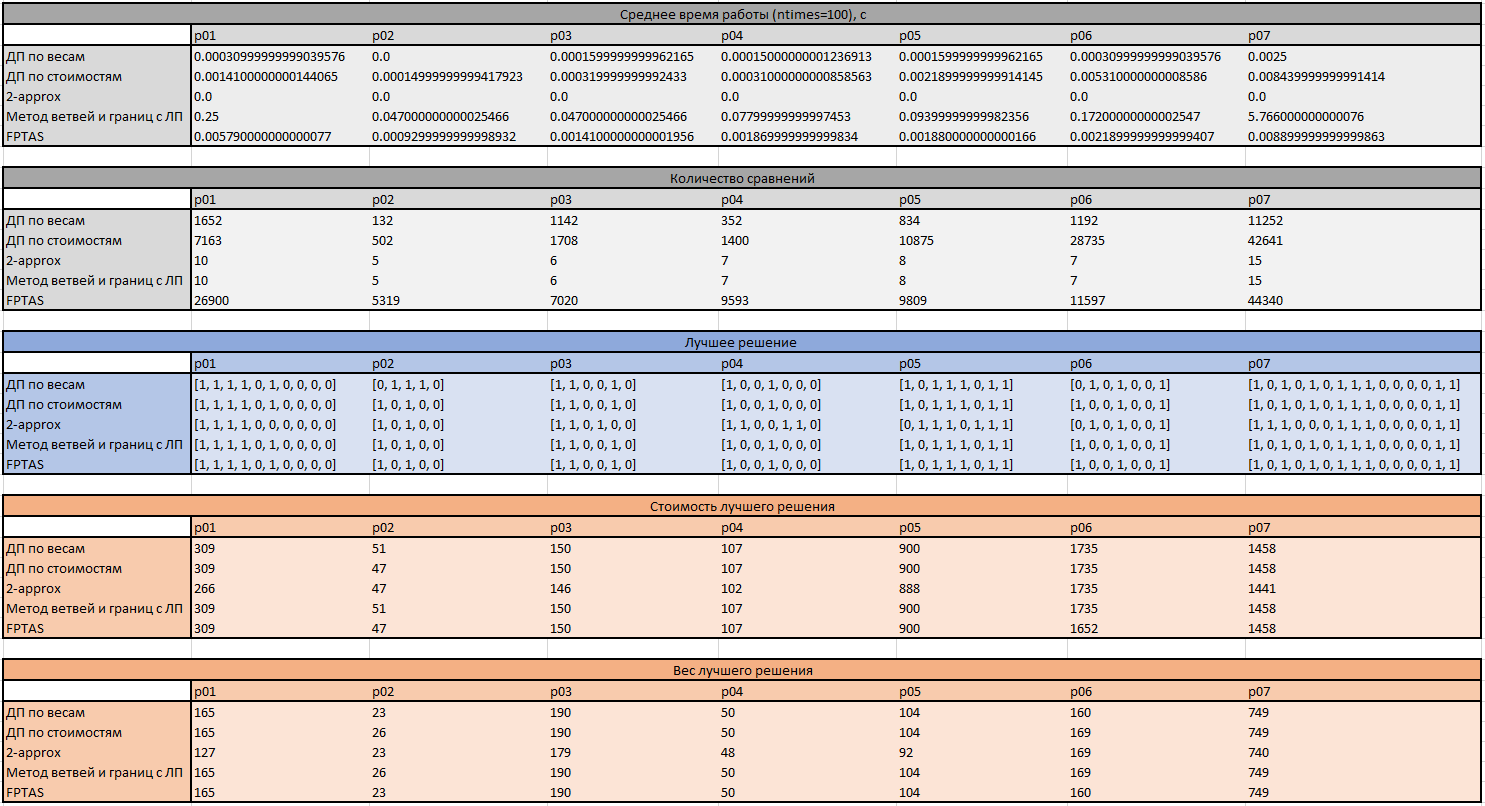 Среднее время работы (ntimes=100), с
p01 p02 p03 p04 p05 p06 p07
ДП по весам 0.00030999999999039576 0.0 0.0001599999999962165 0.00015000000001236913 0.0001599999999962165 0.00030999999999039576 0.0025
ДП по стоимостям 0.0014100000000144065 0.00014999999999417923 0.000319999999992433 0.00031000000000858563 0.0021899999999914145 0.005310000000008586 0.008439999999991414
2-approx 0.0 0.0 0.0 0.0 0.0 0.0 0.0
Метод ветвей и границ с ЛП 0.25 0.047000000000025466 0.047000000000025466 0.07799999999997453 0.09399999999982356 0.17200000000002547 5.766000000000076
FPTAS 0.005790000000000077 0.0009299999999998932 0.0014100000000001956 0.0018699999999999834 0.001880000000000166 0.0021899999999999407 0.008899999999999863
Количество сравнений
p01 p02 p03 p04 p05 p06 p07
ДП по весам 1652 132 1142 352 834 1192 11252
ДП по стоимостям 7163 502 1708 1400 10875 28735 42641
2-approx 10 5 6 7 8 7 15
Метод ветвей и границ с ЛП 10 5 6 7 8 7 15
FPTAS 26900 5319 7020 9593 9809 11597 44340
Лучшее решение
p01 p02 p03 p04 p05 p06 p07
ДП по весам [1, 1, 1, 1, 0, 1, 0, 0, 0, 0] [0, 1, 1, 1, 0] [1, 1, 0, 0, 1, 0] [1, 0, 0, 1, 0, 0, 0] [1, 0, 1, 1, 1, 0, 1, 1] [0, 1, 0, 1, 0, 0, 1] [1, 0, 1, 0, 1, 0, 1, 1, 1, 0, 0, 0, 0, 1, 1]
ДП по стоимостям [1, 1, 1, 1, 0, 1, 0, 0, 0, 0] [1, 0, 1, 0, 0] [1, 1, 0, 0, 1, 0] [1, 0, 0, 1, 0, 0, 0] [1, 0, 1, 1, 1, 0, 1, 1] [1, 0, 0, 1, 0, 0, 1] [1, 0, 1, 0, 1, 0, 1, 1, 1, 0, 0, 0, 0, 1, 1]
2-approx [1, 1, 1, 1, 0, 0, 0, 0, 0, 0] [1, 0, 1, 0, 0] [1, 1, 0, 1, 0, 0] [1, 1, 0, 0, 1, 1, 0] [0, 1, 1, 1, 0, 1, 1, 1] [0, 1, 0, 1, 0, 0, 1] [1, 1, 1, 0, 0, 1, 1, 1, 0, 0, 0, 1, 1, 1]
Метод ветвей и границ с ЛП [1, 1, 1, 1, 0, 1, 0, 0, 0, 0] [1, 0, 1, 0, 0] [1, 1, 0, 0, 1, 0] [1, 0, 0, 1, 0, 0, 0] [1, 0, 1, 1, 1, 0, 1, 1] [1, 0, 0, 1, 0, 0, 1] [1, 0, 1, 0, 1, 0, 1, 1, 1, 0, 0, 0, 0, 1, 1]
FPTAS [1, 1, 1, 1, 0, 1, 0, 0, 0, 0] [1, 0, 1, 0, 0] [1, 1, 0, 0, 1, 0] [1, 0, 0, 1, 0, 0, 0] [1, 0, 1, 1, 1, 0, 1, 1] [1, 0, 0, 1, 0, 0, 1] [1, 0, 1, 0, 1, 0, 1, 1, 1, 0, 0, 0, 0, 1, 1]
Стоимость лучшего решения
p01 p02 p03 p04 p05 p06 p07
ДП по весам 309 51 150 107 900 1735 1458
ДП по стоимостям 309 47 150 107 900 1735 1458
2-approx 266 47 146 102 888 1735 1441
Метод ветвей и границ с ЛП 309 51 150 107 900 1735 1458
FPTAS 309 47 150 107 900 1652 1458
Вес лучшего решения
p01 p02 p03 p04 p05 p06 p07
ДП по весам 165 23 190 50 104 160 749
ДП по стоимостям 165 26 190 50 104 169 749
2-approx 127 23 179 48 92 169 740
Метод ветвей и границ с ЛП 165 26 190 50 104 169 749
FPTAS 165 23 190 50 104 160 749